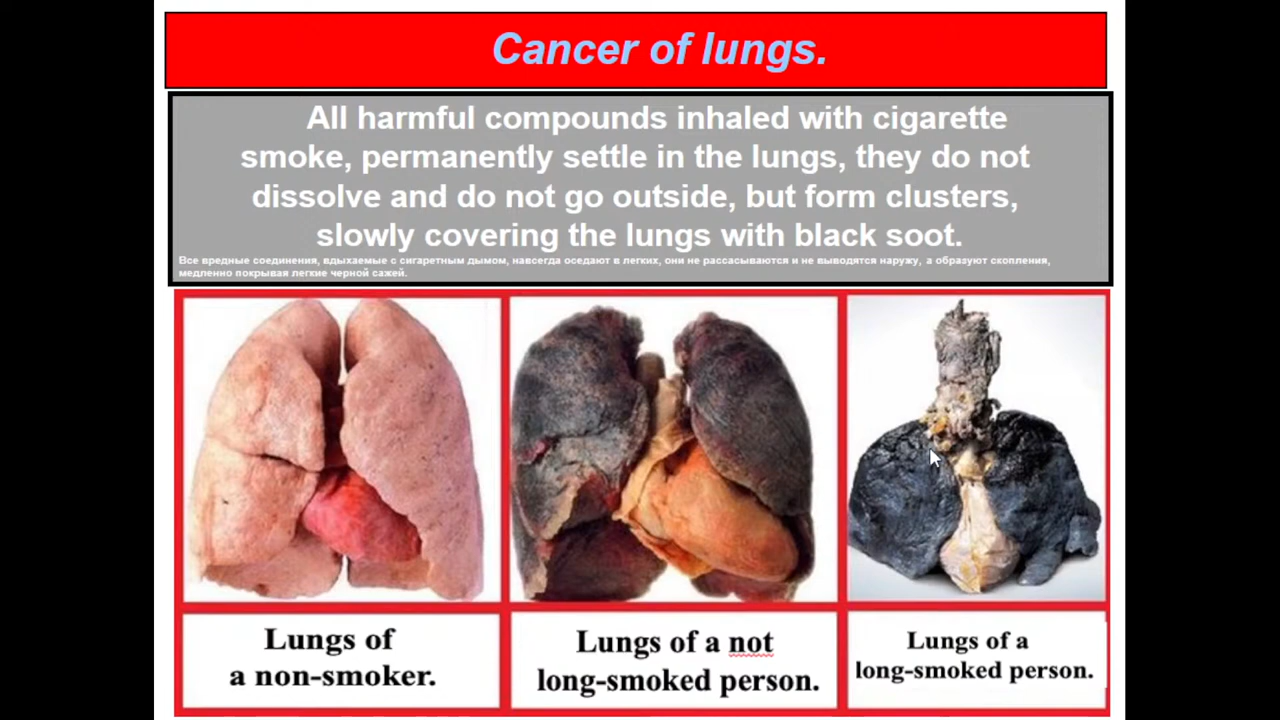 Cancer of lungs.
All harmful compounds inhaled with cigarette
smoke, permanently settle in the lungs, they do not
dissolve and do not go outside, but form clusters,
slowly covering the lungs with black soot.
Все вредные соединения, вдыхаемые с сигаретным дымом, навсегда оседают в легких, они не рассасываются и не выводятся наружу, а образуют скопления,
медленно покрывая легкие черной сажей.
Lungs of
a non-smoker.
Lungs of a not
long-smoked person.
Lungs of a
long-smoked person.